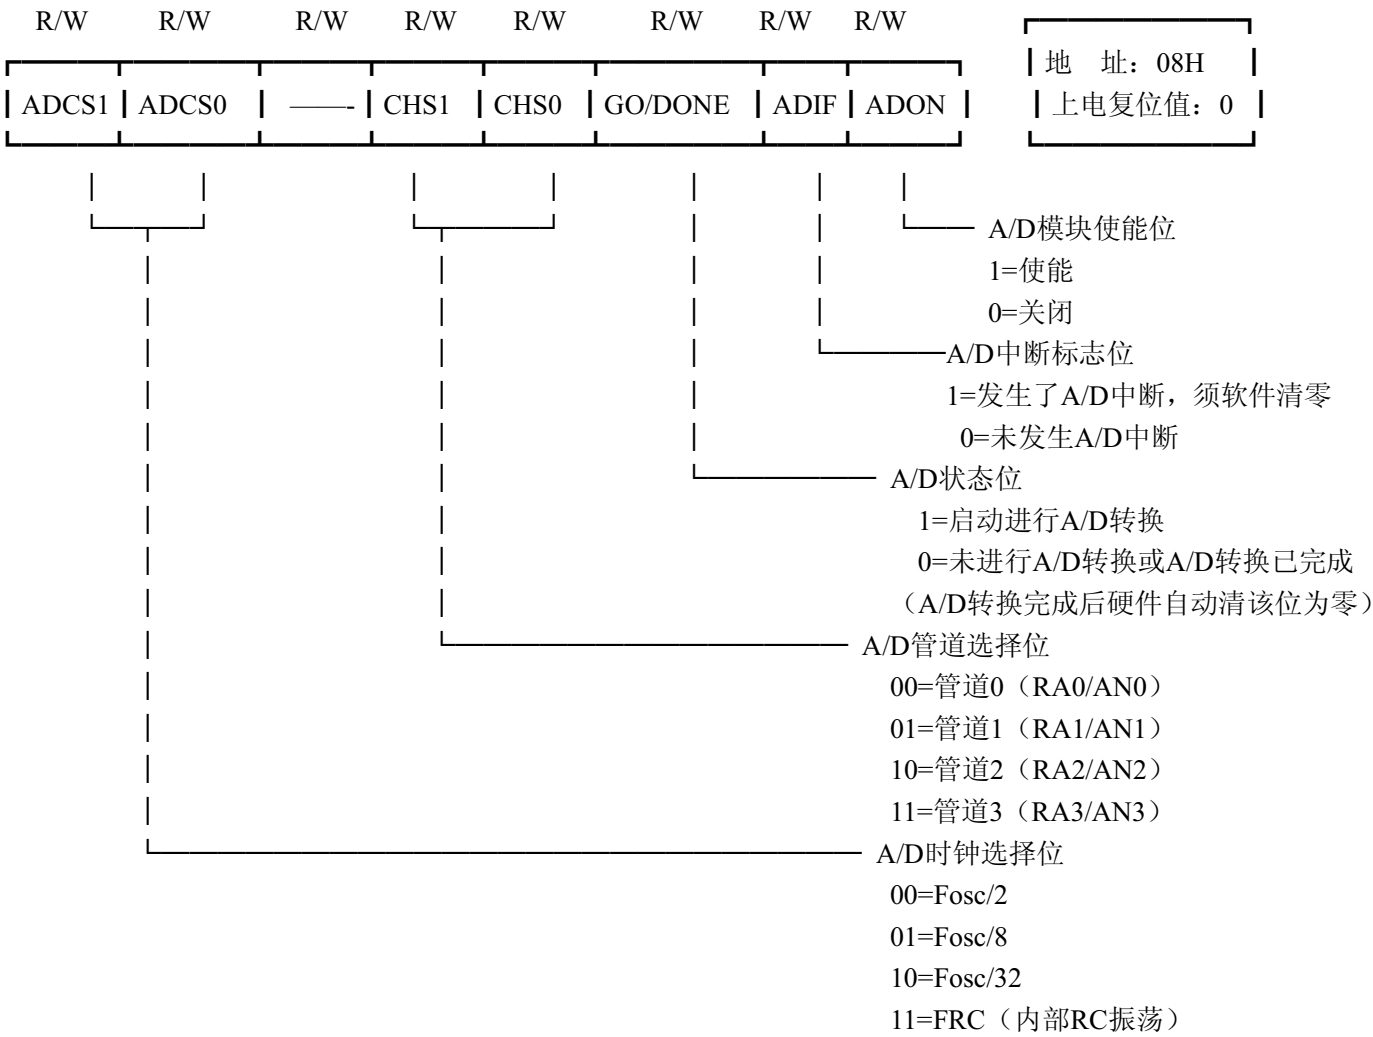 R/W R/W R/W R/W R/W R/W R/W R/W
地 址：08H
ADCS1 ADCS0 ——- CHS1 CHS0 GO/DONE ADIF ADON
上电复位值：0
A/D模块使能位
1=使能
0=关闭
A/D中断标志位
1=发生了A/D中断，须软件清零
0=未发生A/D中断
A/D状态位
1=启动进行A/D转换
0=未进行A/D转换或A/D转换已完成
（A/D转换完成后硬件自动清该位为零）
A/D管道选择位
00=管道0（RA0/AN0）
01=管道1（RA1/AN1）
10=管道2（RA2/AN2）
11=管道3（RA3/AN3）
A/D时钟选择位
00=Fosc/2
01=Fosc/8
10=Fosc/32
11=FRC（内部RC振荡）